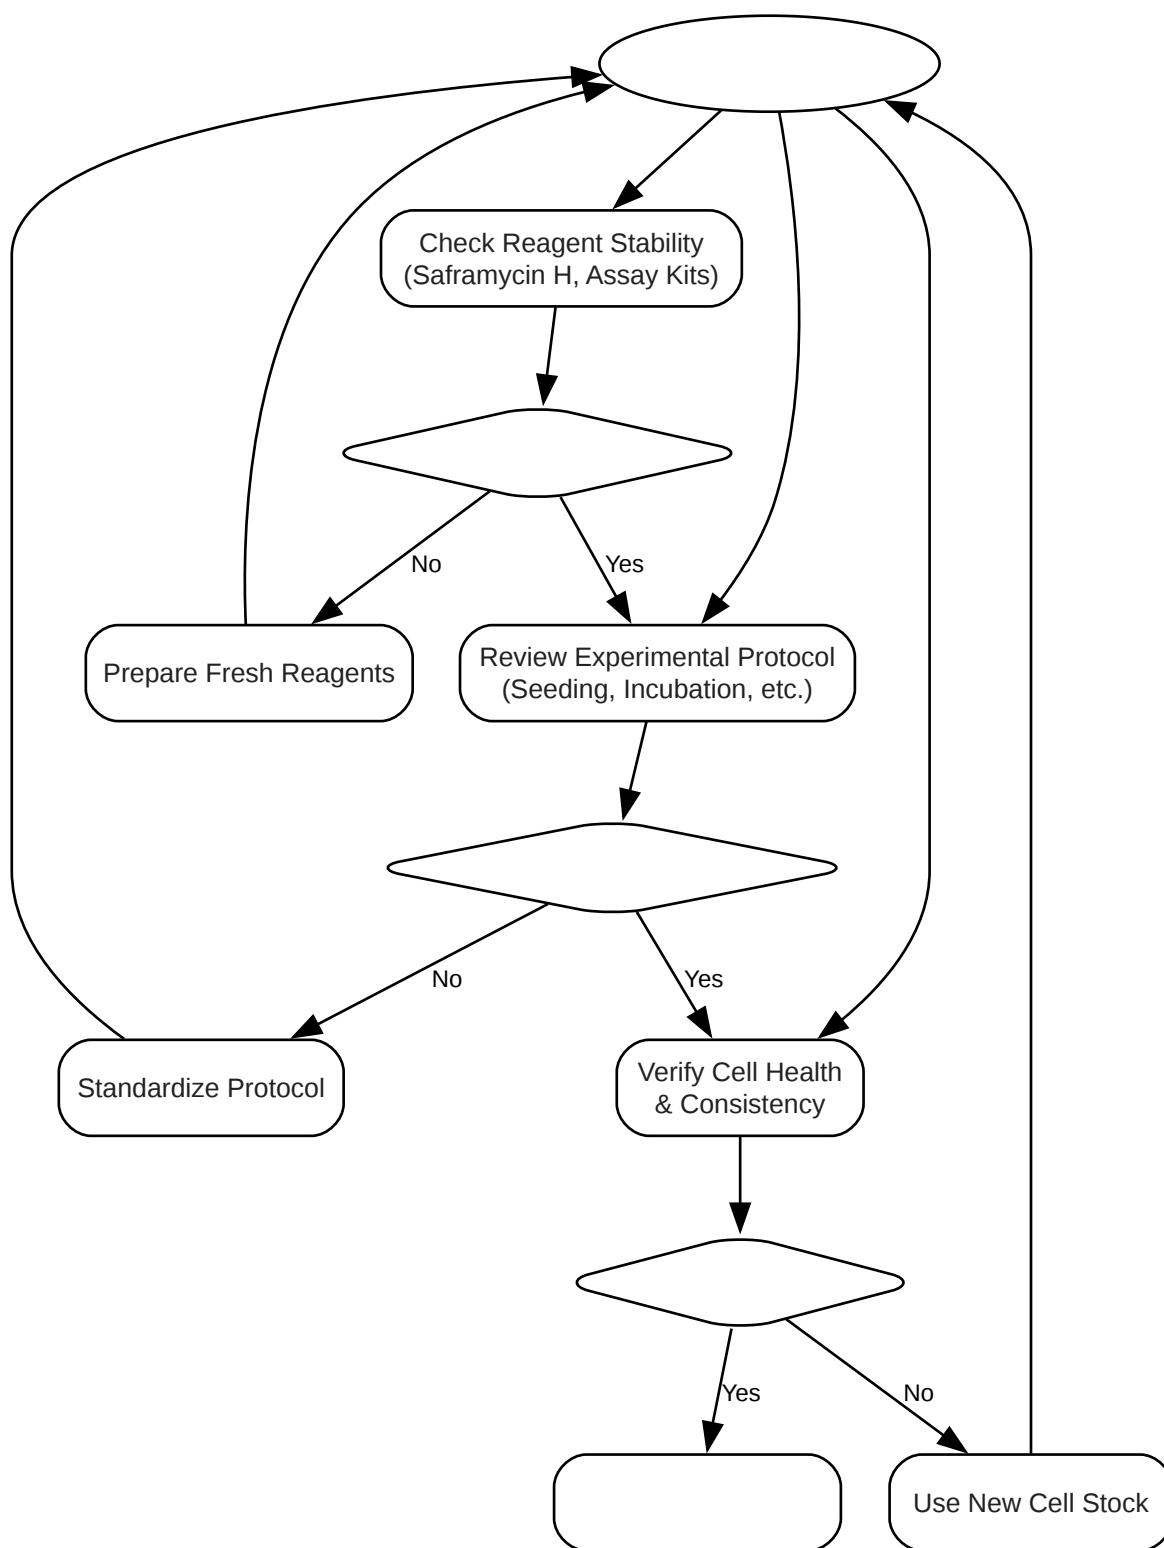 Check Reagent Stability
(Saframycin H, Assay Kits)
No
Yes
Prepare Fresh Reagents
Review Experimental Protocol
(Seeding, Incubation, etc.)
No
Yes
Standardize Protocol
Verify Cell Health
& Consistency
Yes
No
Use New Cell Stock